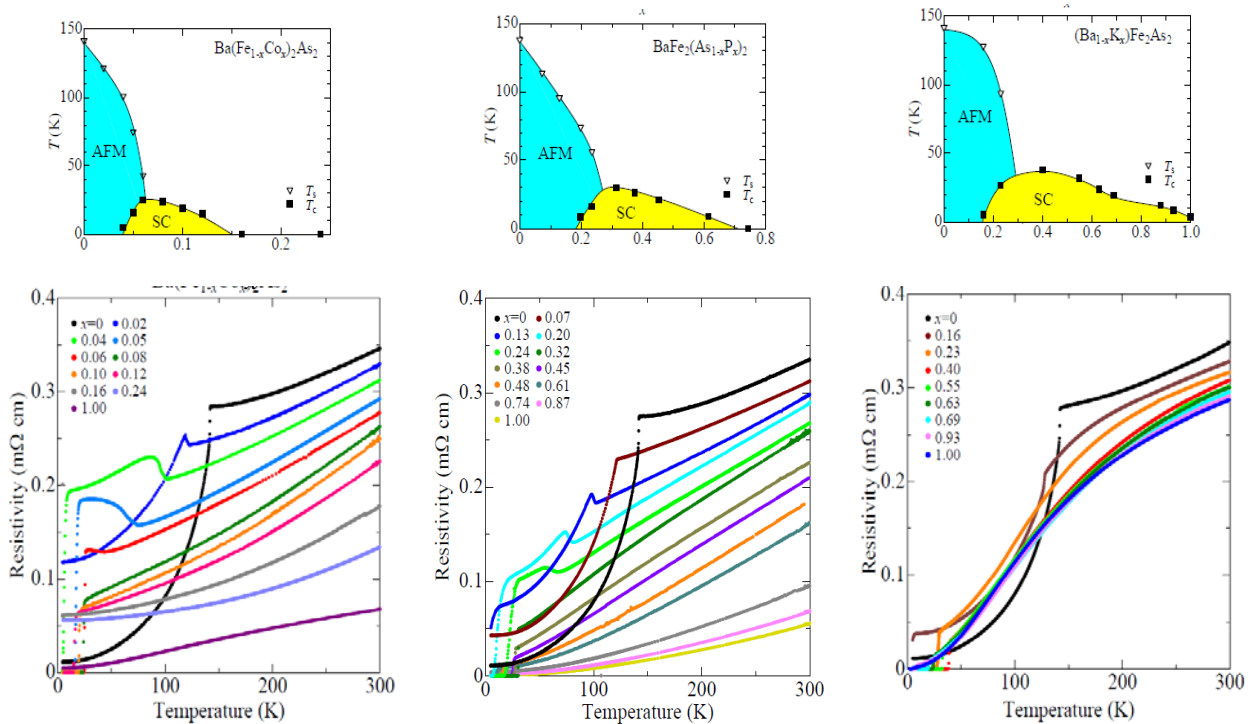 x
x
150
100
50
0
T (K)
0
0.1
0.2
Ba(Fe1-xCox)2As2
AFM
SC
Ts
Tc
150
100
50
0
T (K)
0
0.2
0.4
0.6
0.8
BaFe2(As1-xPx)2
AFM
SC
Ts
Tc
150
100
50
0
T (K)
0
0.2
0.4
0.6
0.8
1.0
(Ba1-xKx)Fe2As2
AFM
SC
Ts
Tc
0.4
0.3
0.2
0.1
0
Resistivity (mΩ cm)
x=0 0.02
0.04 0.05
0.06 0.08
0.10 0.12
0.16 0.24
1.00
0 100 200 300
Temperature (K)
0.4
0.3
0.2
0.1
0
Resistivity (mΩ cm)
x=0 0.07
0.13 0.20
0.24 0.32
0.38 0.45
0.48 0.61
0.74 0.87
1.00
0 100 200 300
Temperature (K)
0.4
0.3
0.2
0.1
0
Resistivity (mΩ cm)
x=0
0.16
0.23
0.40
0.55
0.63
0.69
0.93
1.00
0 100 200 300
Temperature (K)